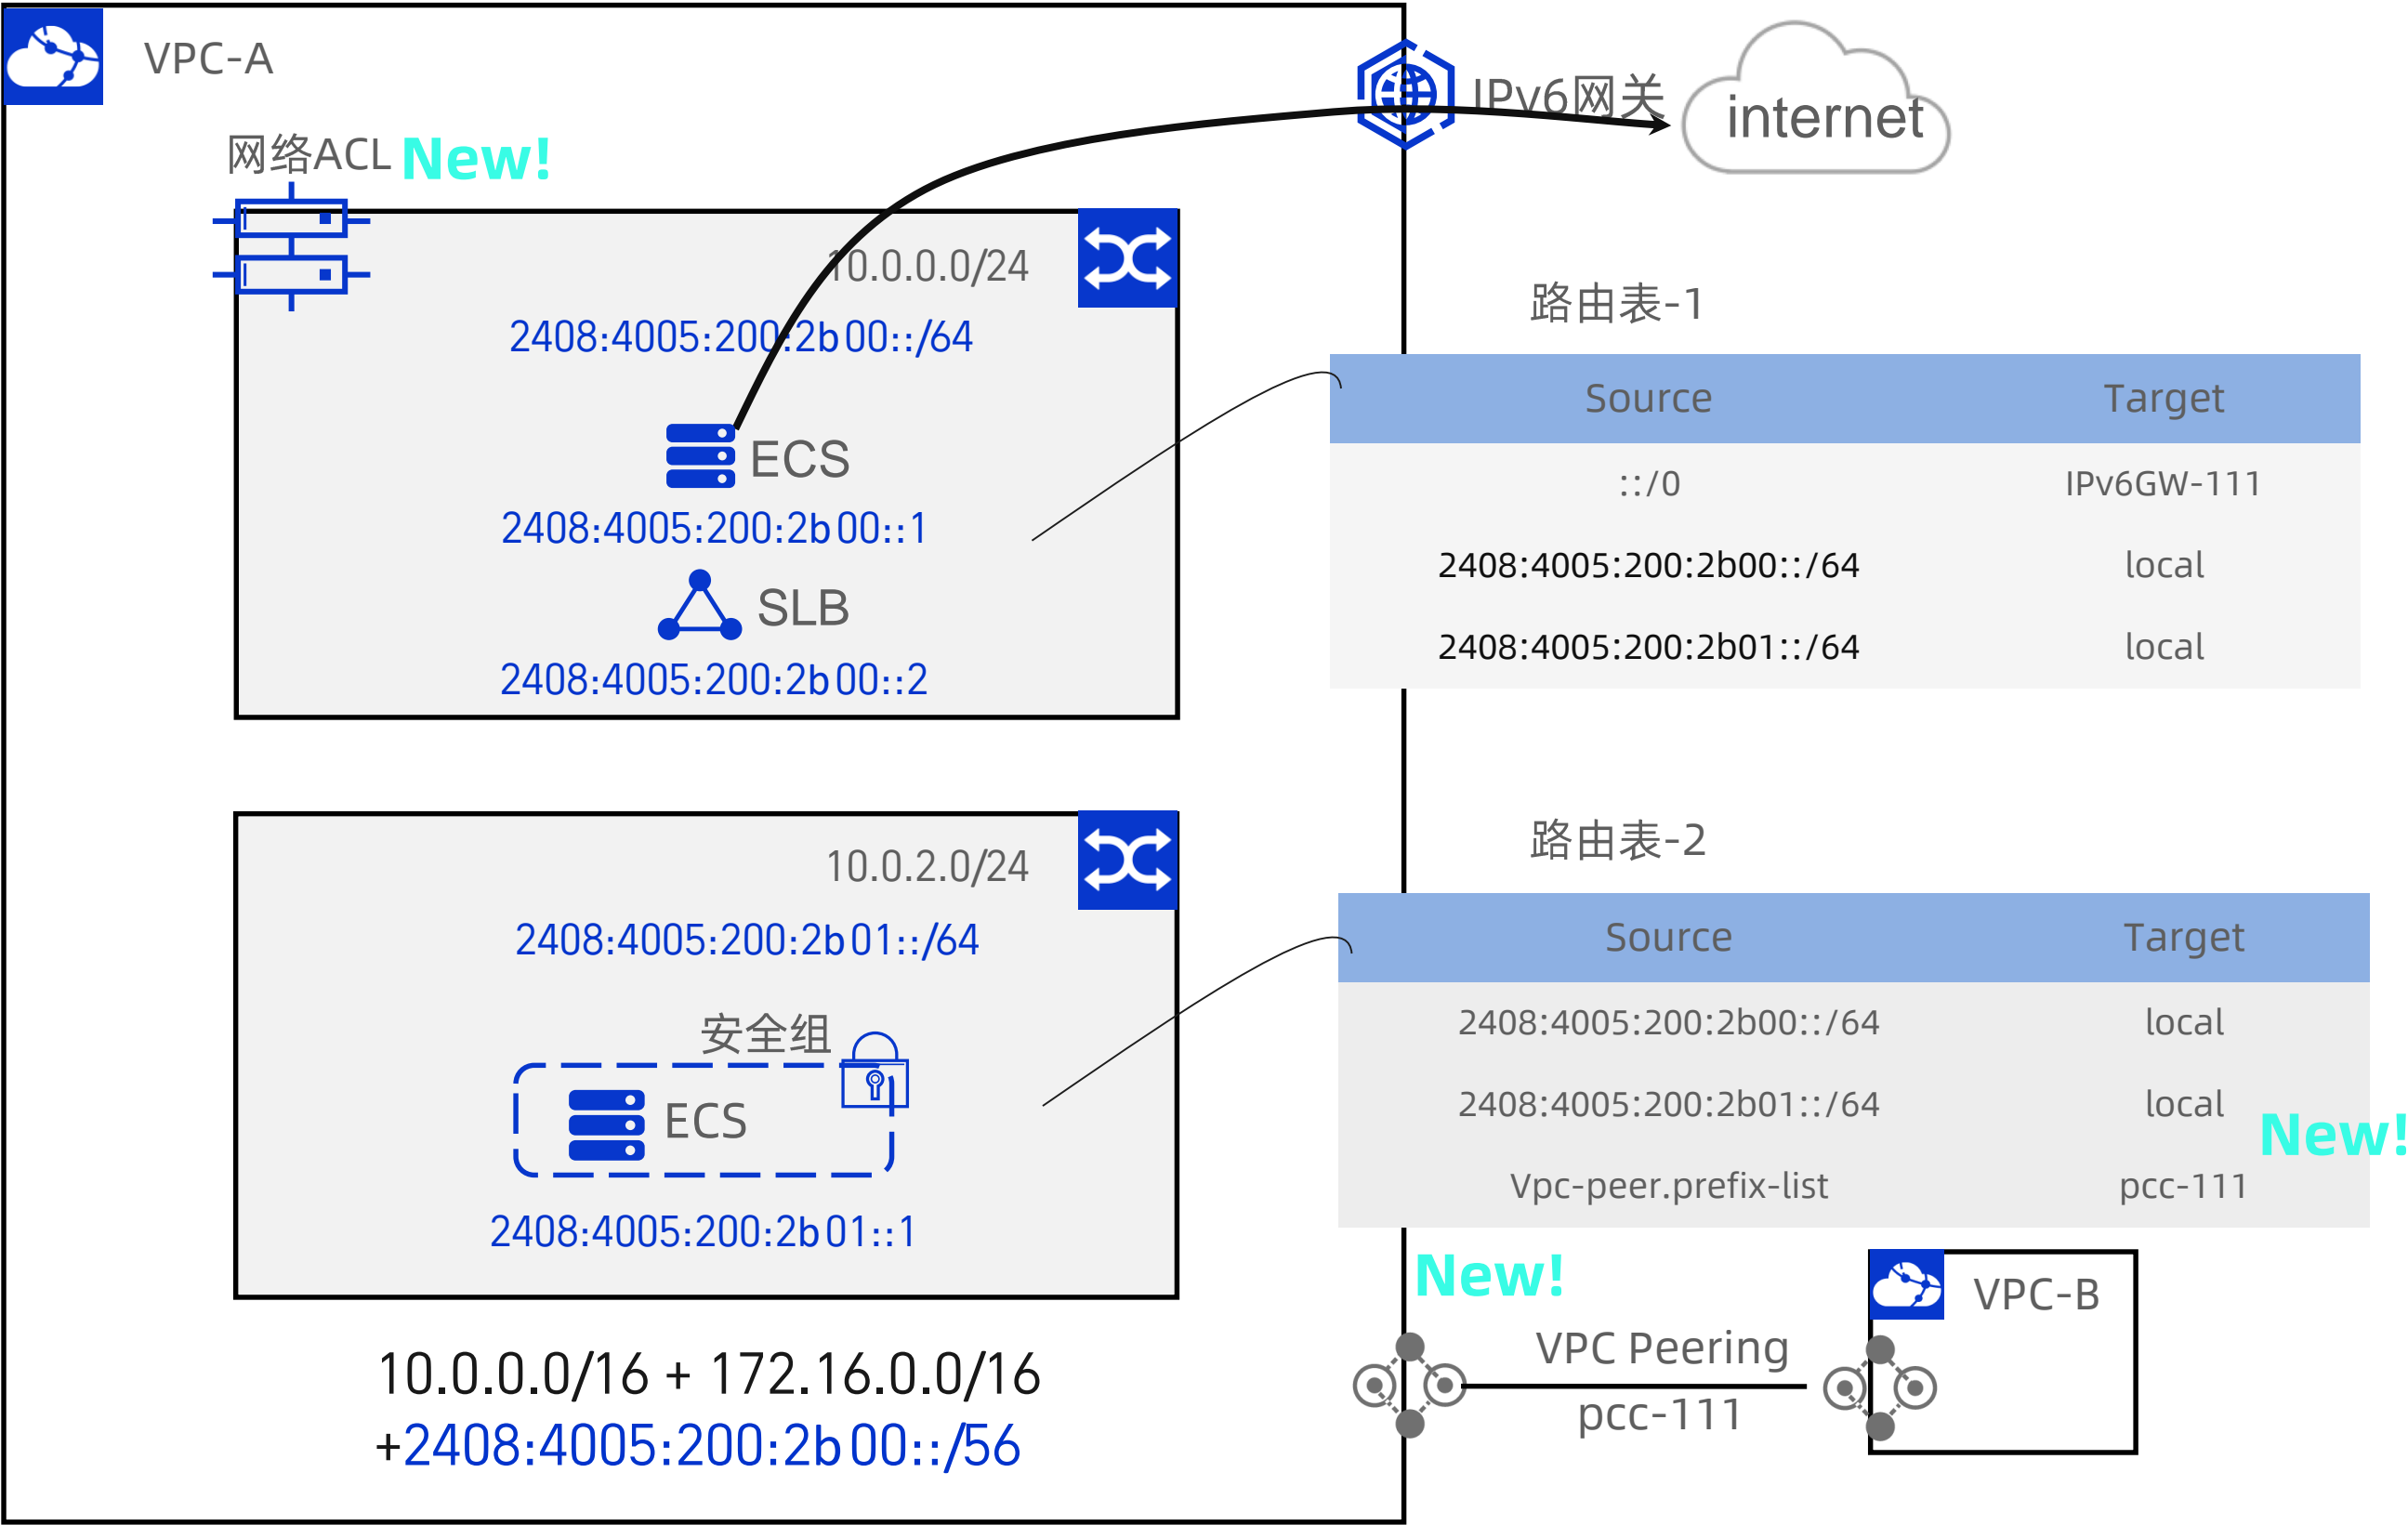 VPC-A
IPv6网关
internet
网络ACL New!
10.0.0.0/24
2408:4005:200:2b00::/64
ECS
2408:4005:200:2b00::1
SLB
2408:4005:200:2b00::2
路由表-1
Source Target
::/0 IPv6GW-111
2408:4005:200:2b00::/64 local
2408:4005:200:2b01::/64 local
10.0.2.0/24
2408:4005:200:2b01::/64
安全组
ECS
2408:4005:200:2b01::1
路由表-2
Source Target
2408:4005:200:2b00::/64 local
2408:4005:200:2b01::/64 local
New!
Vpc-peer.prefix-list pcc-111
10.0.0.0/16 + 172.16.0.0/16
+2408:4005:200:2b00::/56
New!
VPC Peering
pcc-111
VPC-B